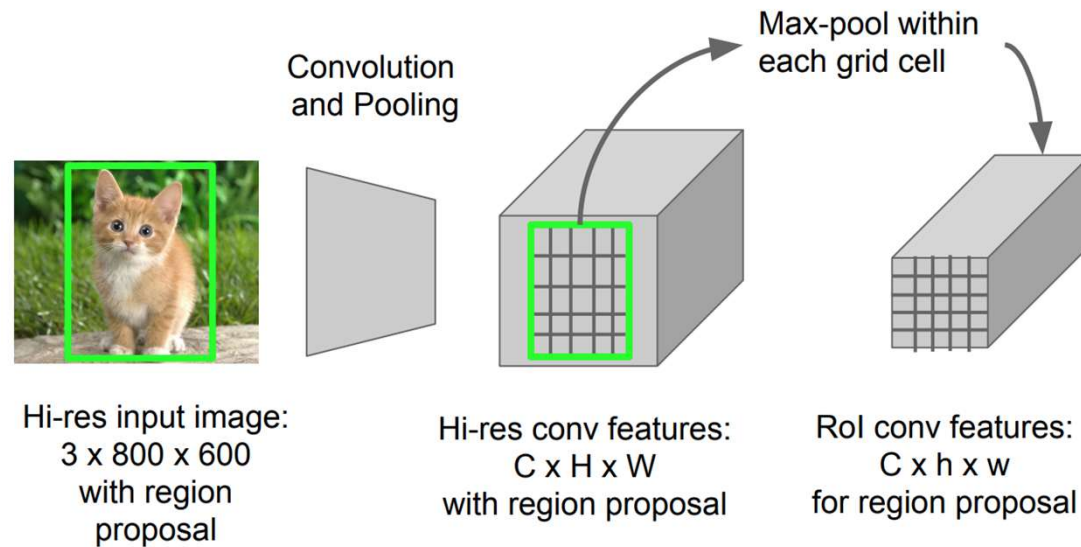 Convolution
and Pooling
Max-pool within
each grid cell
Hi-res input image:
3 x 800 x 600
with region
proposal
Hi-res conv features:
C x H x W
with region proposal
RoI conv features:
C x h x w
for region proposal